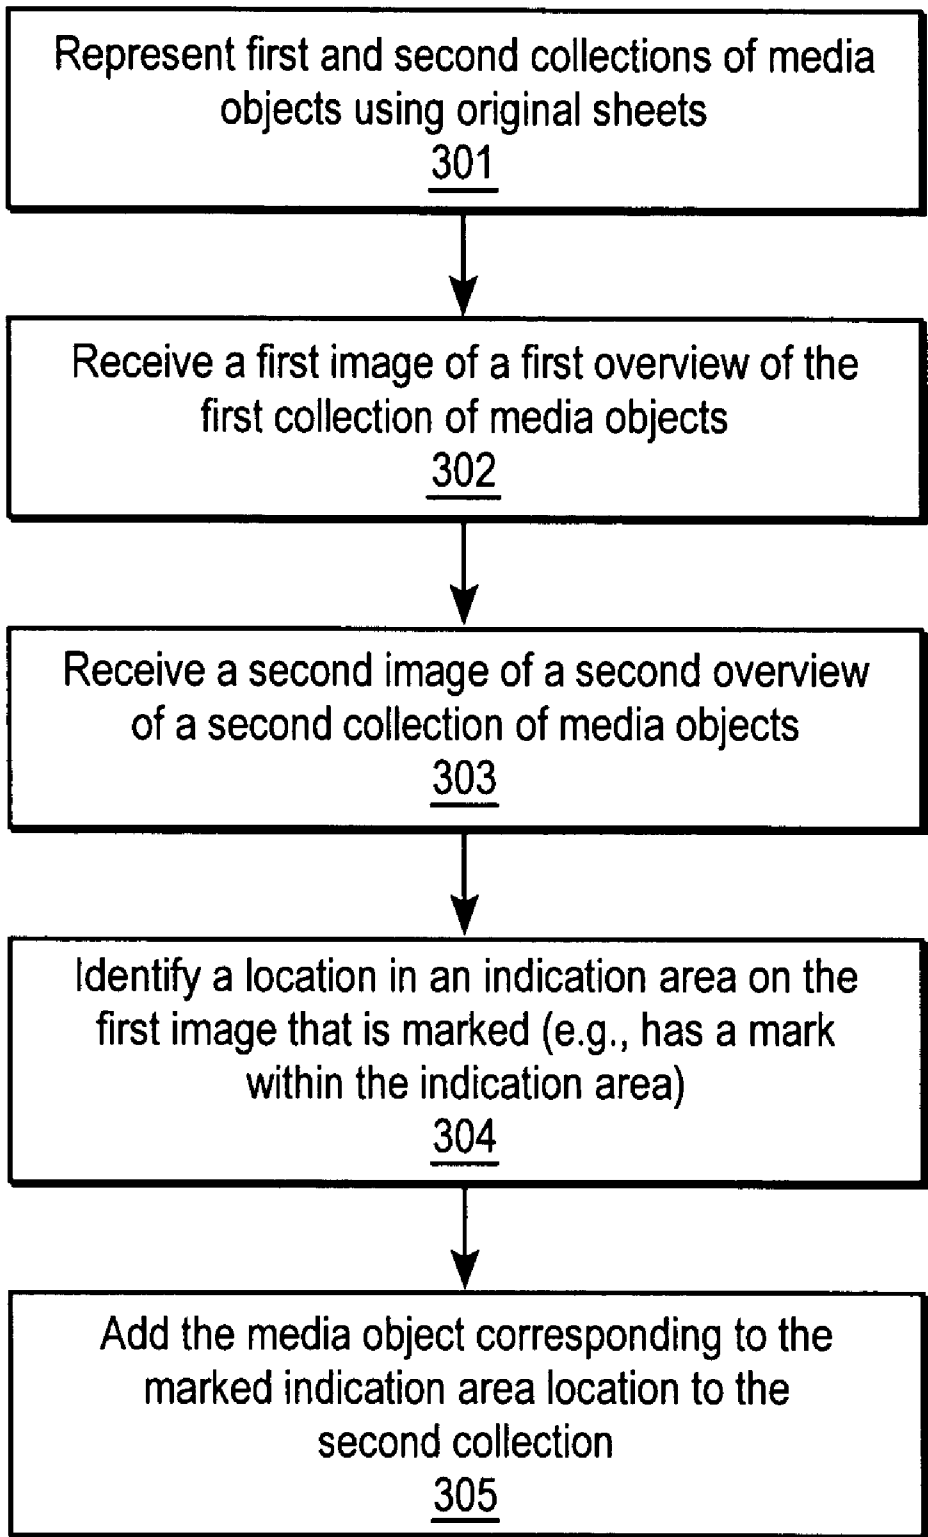 Represent first and second collections of media
objects using original sheets
301
Receive a first image of a first overview of the
first collection of media objects
302
Receive a second image of a second overview
of a second collection of media objects
303
Identify a location in an indication area on the
first image that is marked (e.g., has a mark
within the indication area)
304
Add the media object corresponding to the
marked indication area location to the
second collection
305